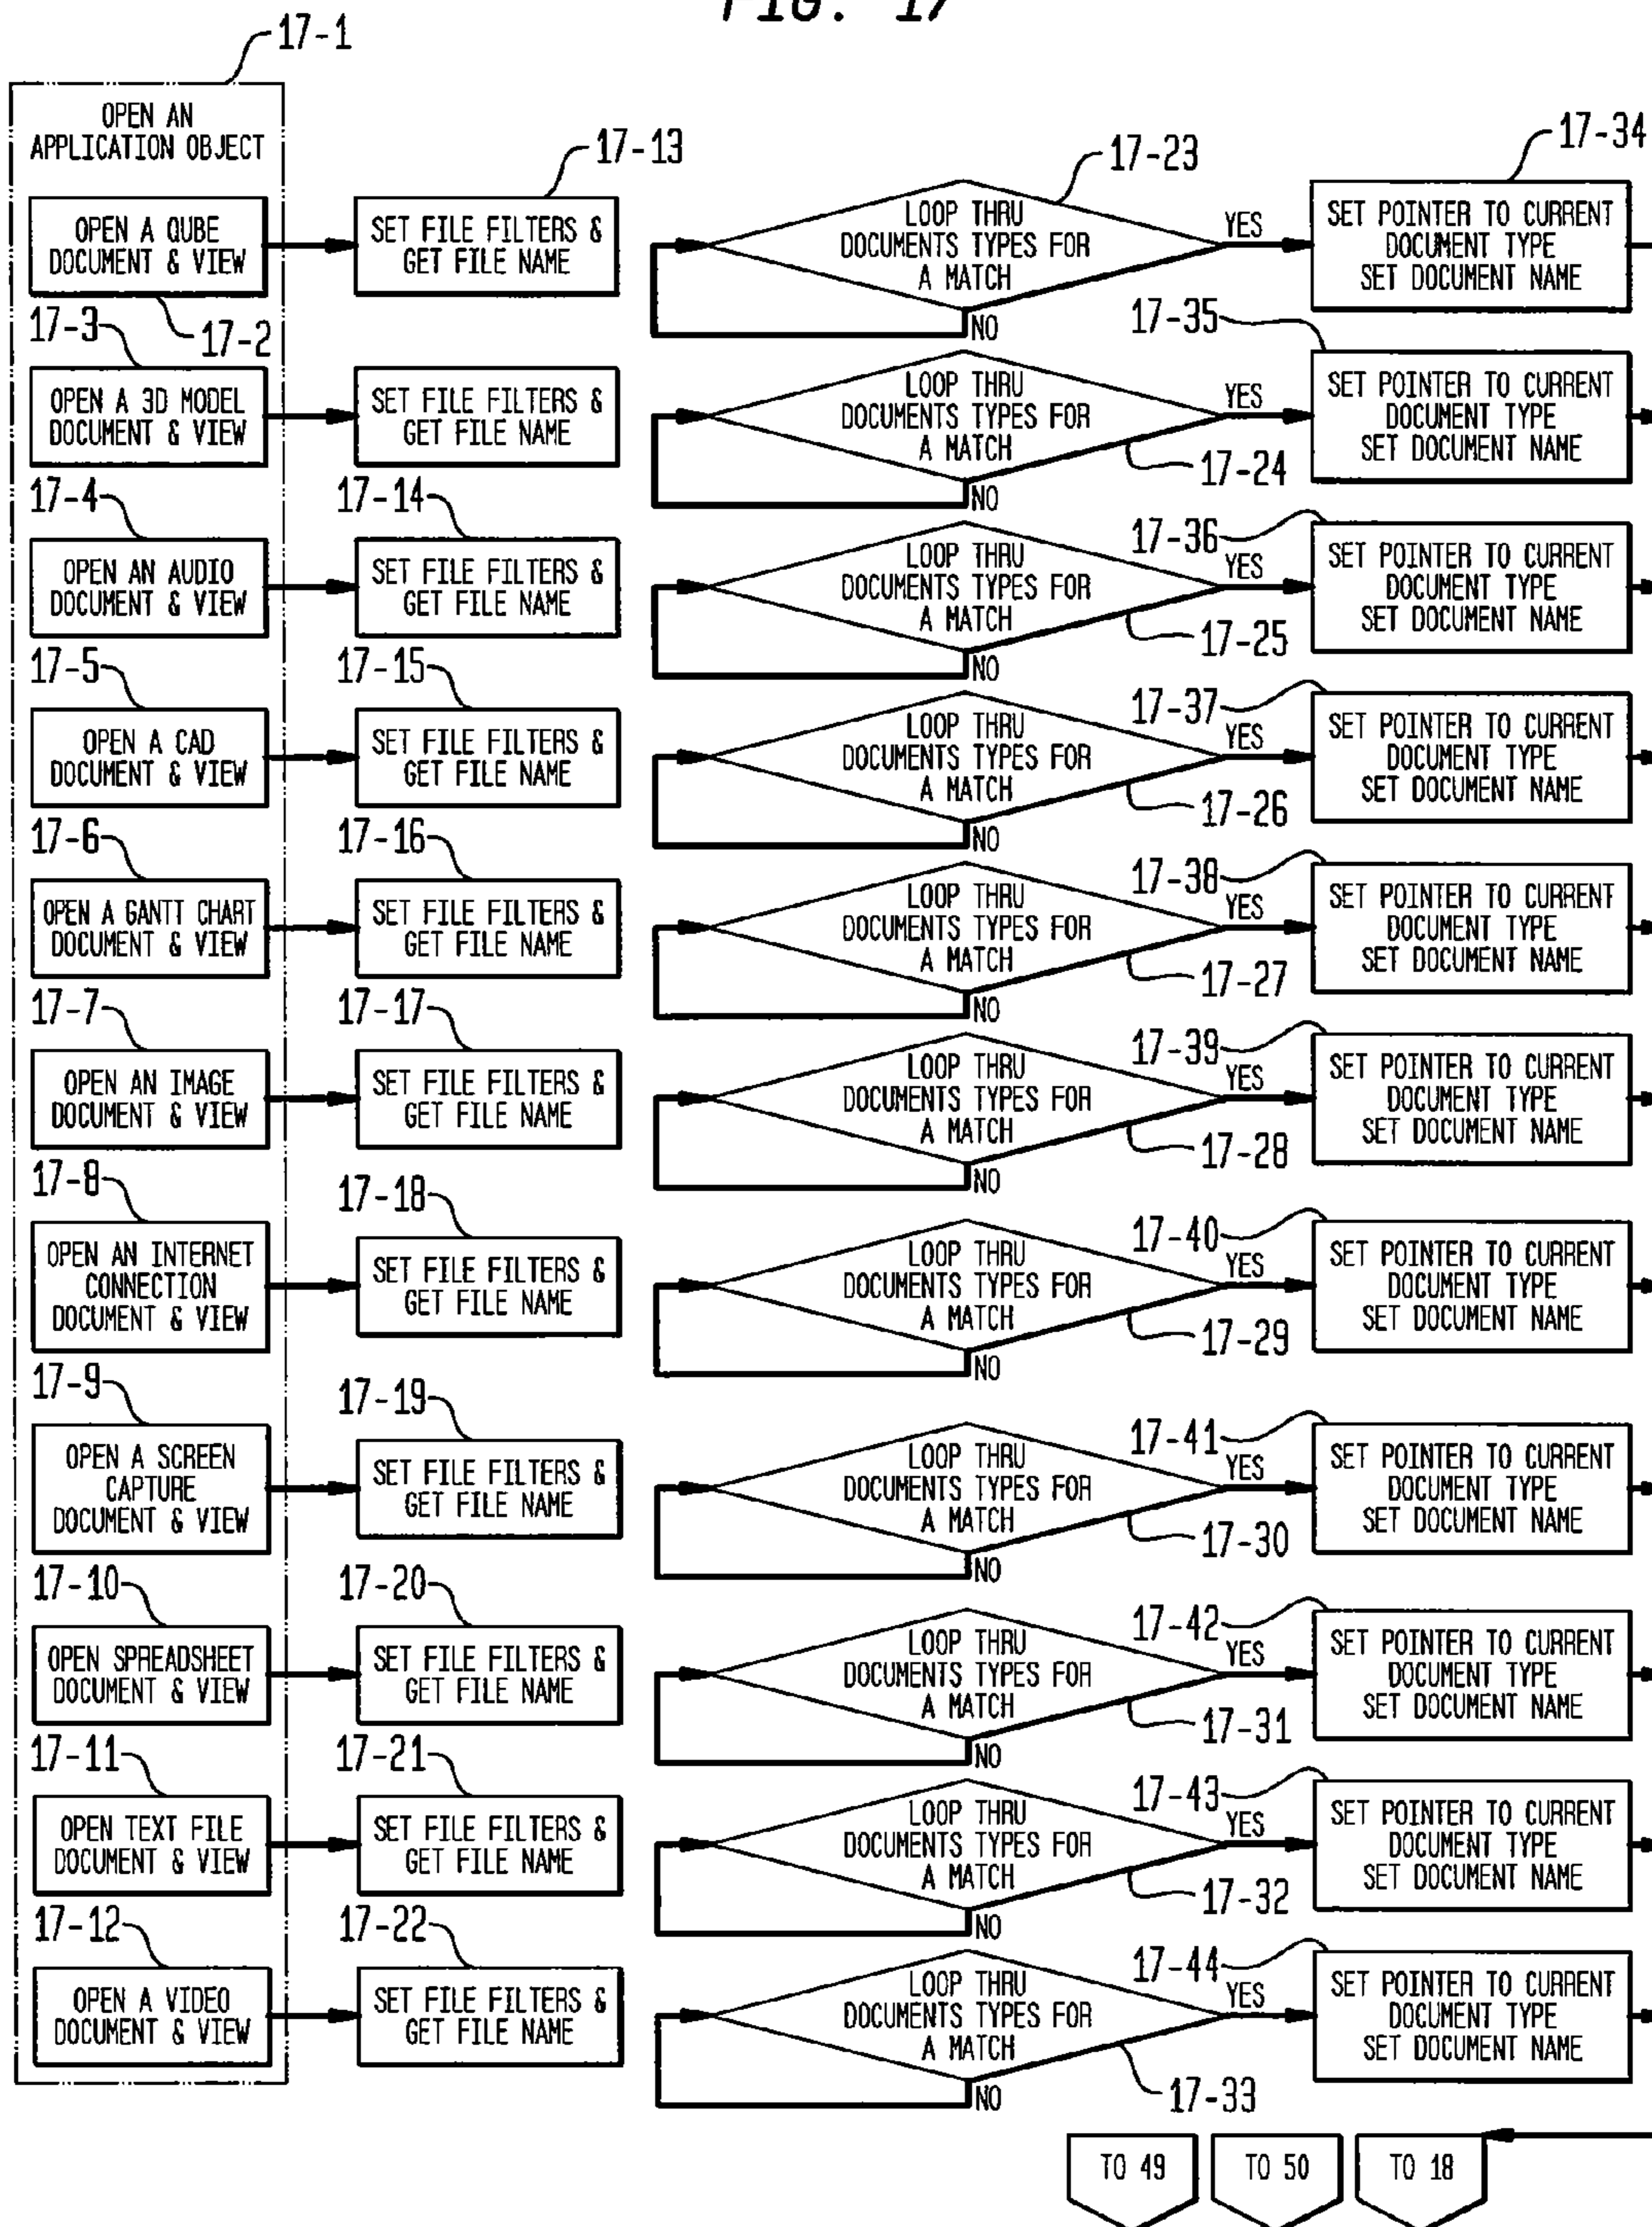 FIG. 17
17-1
OPEN AN
APPLICATION OBJECT
17-13
17-23
17-34
OPEN A QUBE
DOCUMENT & VIEW
SET FILE FILTERS &
GET FILE NAME
LOOP THRU
DOCUMENTS TYPES FOR
A MATCH
YES
NO
SET POINTER TO CURRENT
DOCUMENT TYPE
SET DOCUMENT NAME
17-3
17-2
17-35
OPEN A 3D MODEL
DOCUMENT & VIEW
SET FILE FILTERS &
GET FILE NAME
LOOP THRU
DOCUMENTS TYPES FOR
A MATCH
YES
NO
17-24
SET POINTER TO CURRENT
DOCUMENT TYPE
SET DOCUMENT NAME
17-4
17-14
17-36
OPEN AN AUDIO
DOCUMENT & VIEW
SET FILE FILTERS &
GET FILE NAME
LOOP THRU
DOCUMENTS TYPES FOR
A MATCH
YES
NO
17-25
SET POINTER TO CURRENT
DOCUMENT TYPE
SET DOCUMENT NAME
17-5
17-15
17-37
OPEN A CAD
DOCUMENT & VIEW
SET FILE FILTERS &
GET FILE NAME
LOOP THRU
DOCUMENTS TYPES FOR
A MATCH
YES
NO
17-26
SET POINTER TO CURRENT
DOCUMENT TYPE
SET DOCUMENT NAME
17-6
17-16
17-38
OPEN A GANTT CHART
DOCUMENT & VIEW
SET FILE FILTERS &
GET FILE NAME
LOOP THRU
DOCUMENTS TYPES FOR
A MATCH
YES
NO
17-27
SET POINTER TO CURRENT
DOCUMENT TYPE
SET DOCUMENT NAME
17-7
17-17
17-39
OPEN AN IMAGE
DOCUMENT & VIEW
SET FILE FILTERS &
GET FILE NAME
LOOP THRU
DOCUMENTS TYPES FOR
A MATCH
YES
NO
17-28
SET POINTER TO CURRENT
DOCUMENT TYPE
SET DOCUMENT NAME
17-8
17-18
17-40
OPEN AN INTERNET
CONNECTION
DOCUMENT & VIEW
SET FILE FILTERS &
GET FILE NAME
LOOP THRU
DOCUMENTS TYPES FOR
A MATCH
YES
NO
17-29
SET POINTER TO CURRENT
DOCUMENT TYPE
SET DOCUMENT NAME
17-9
17-19
17-41
OPEN A SCREEN
CAPTURE
DOCUMENT & VIEW
SET FILE FILTERS &
GET FILE NAME
LOOP THRU
DOCUMENTS TYPES FOR
A MATCH
YES
NO
17-30
SET POINTER TO CURRENT
DOCUMENT TYPE
SET DOCUMENT NAME
17-10
17-20
17-42
OPEN SPREADSHEET
DOCUMENT & VIEW
SET FILE FILTERS &
GET FILE NAME
LOOP THRU
DOCUMENTS TYPES FOR
A MATCH
YES
NO
17-31
SET POINTER TO CURRENT
DOCUMENT TYPE
SET DOCUMENT NAME
17-11
17-21
17-43
OPEN TEXT FILE
DOCUMENT & VIEW
SET FILE FILTERS &
GET FILE NAME
LOOP THRU
DOCUMENTS TYPES FOR
A MATCH
YES
NO
17-32
SET POINTER TO CURRENT
DOCUMENT TYPE
SET DOCUMENT NAME
17-12
17-22
17-44
OPEN A VIDEO
DOCUMENT & VIEW
SET FILE FILTERS &
GET FILE NAME
LOOP THRU
DOCUMENTS TYPES FOR
A MATCH
YES
NO
17-33
SET POINTER TO CURRENT
DOCUMENT TYPE
SET DOCUMENT NAME
TO 49
TO 50
TO 18